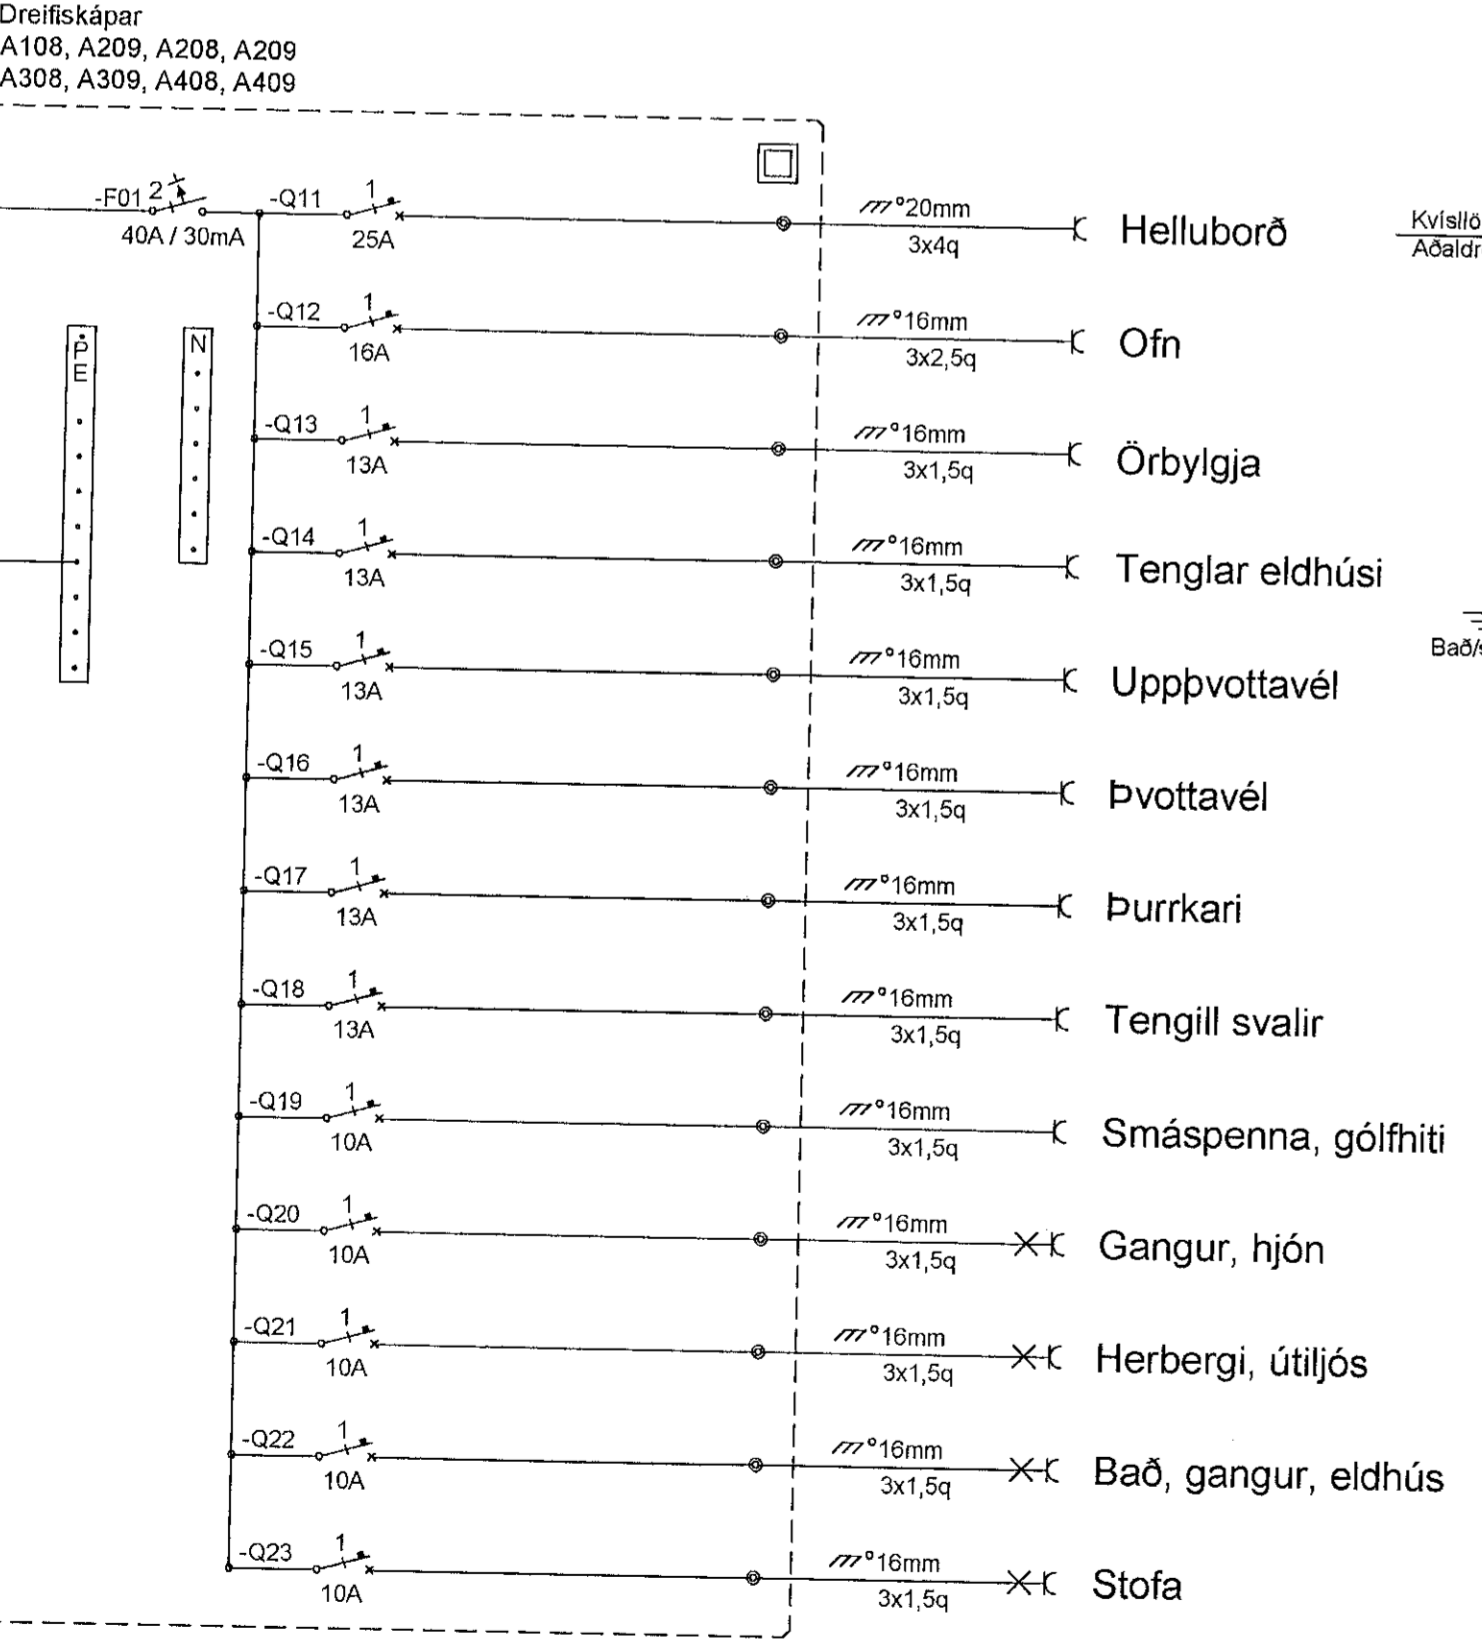 Dreifiskápar
A108, A209, A208, A209
A308, A309, A408, A409
-F01 2 -Q11 1 °20mm Helluborð
40A / 30mA 25A 3x4q
-Q12 1 °16mm Ofn
16A 3x2,5q
PE N
-Q13 1 °16mm Örbylgja
13A 3x1,5q
-Q14 1 °16mm Tenglar eldhúsi
13A 3x1,5q
-Q15 1 °16mm Uppþvottavél
13A 3x1,5q
-Q16 1 °16mm Þvottavél
13A 3x1,5q
-Q17 1 °16mm Þurrkari
13A 3x1,5q
-Q18 1 °16mm Tengill svalir
13A 3x1,5q
-Q19 1 °16mm Smáspenna, gólfhiti
10A 3x1,5q
-Q20 1 °16mm Gangur, hjón
10A 3x1,5q
-Q21 1 °16mm Herbergi, útiljós
10A 3x1,5q
-Q22 1 °16mm Bað, gangur, eldhús
10A 3x1,5q
-Q23 1 °16mm Stofa
10A 3x1,5q